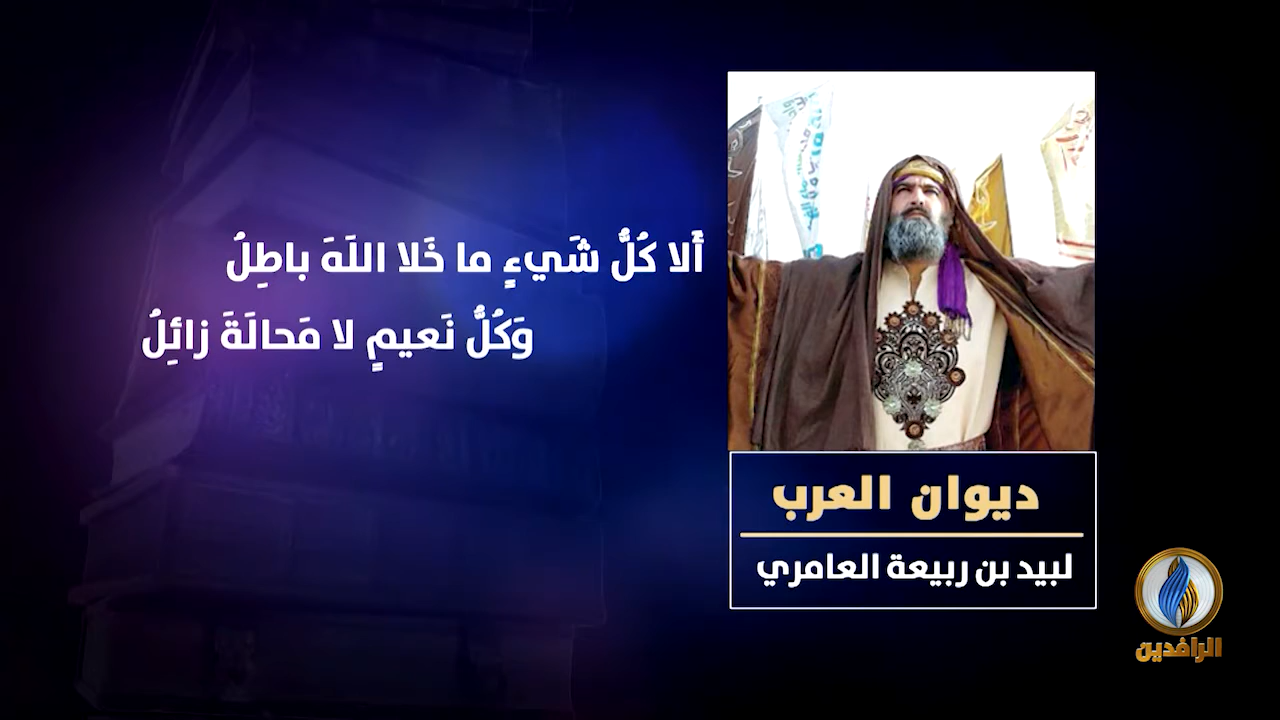 أَلا كُلُّ شَيءٍ ما خَلا اللَهَ باطِلُ
وَكُلُّ نَعيمٍ لا مَحالَةَ زائِلُ
ديوان العرب
لبيد بن ربيعة العامري
الرافدين